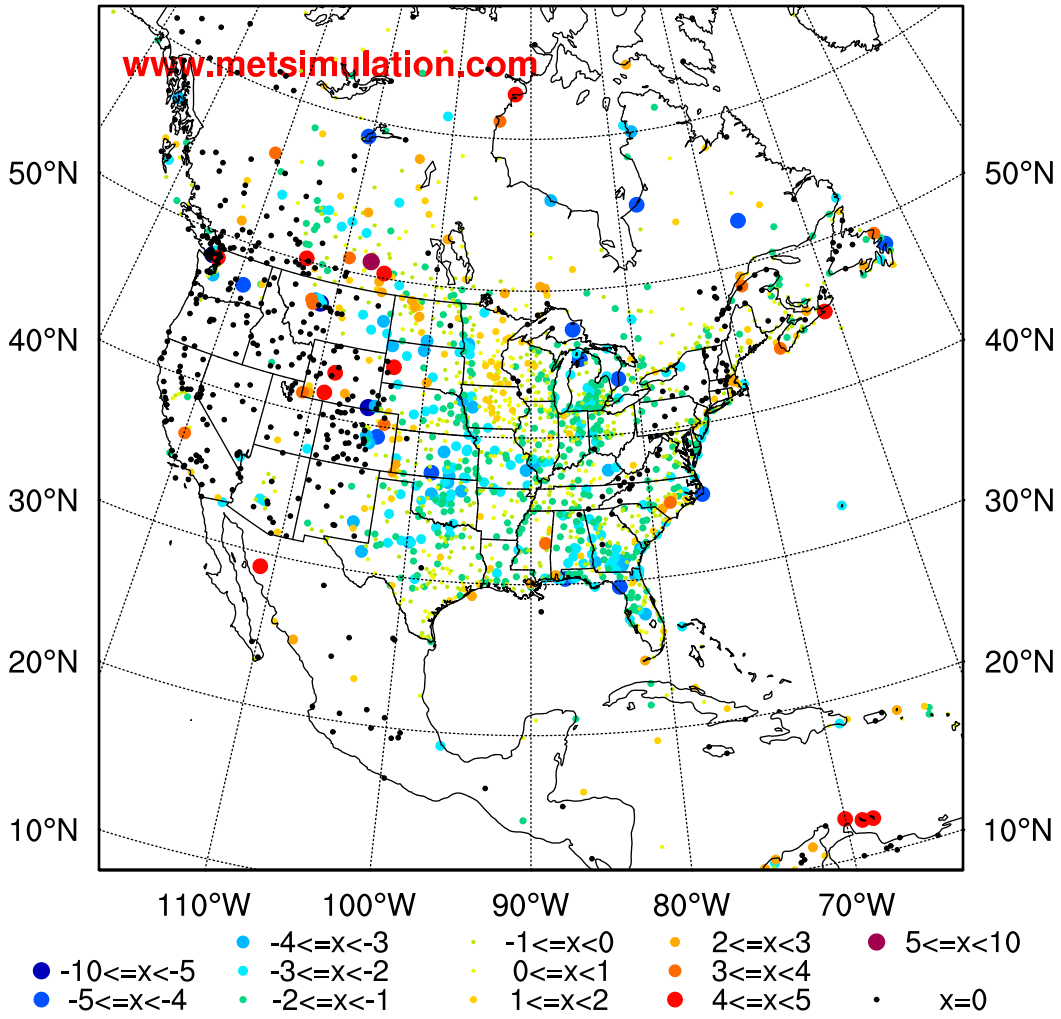 www.metsimulation.com
50°N 50°N
40°N 40°N
30°N 30°N
20°N 20°N
10°N 10°N
110°W 100°W 90°W 80°W 70°W
-4<=x<-3 -1<=x<0 2<=x<3 5<=x<10
-10<=x<-5 -3<=x<-2 0<=x<1 3<=x<4
-5<=x<-4 -2<=x<-1 1<=x<2 4<=x<5 x=0